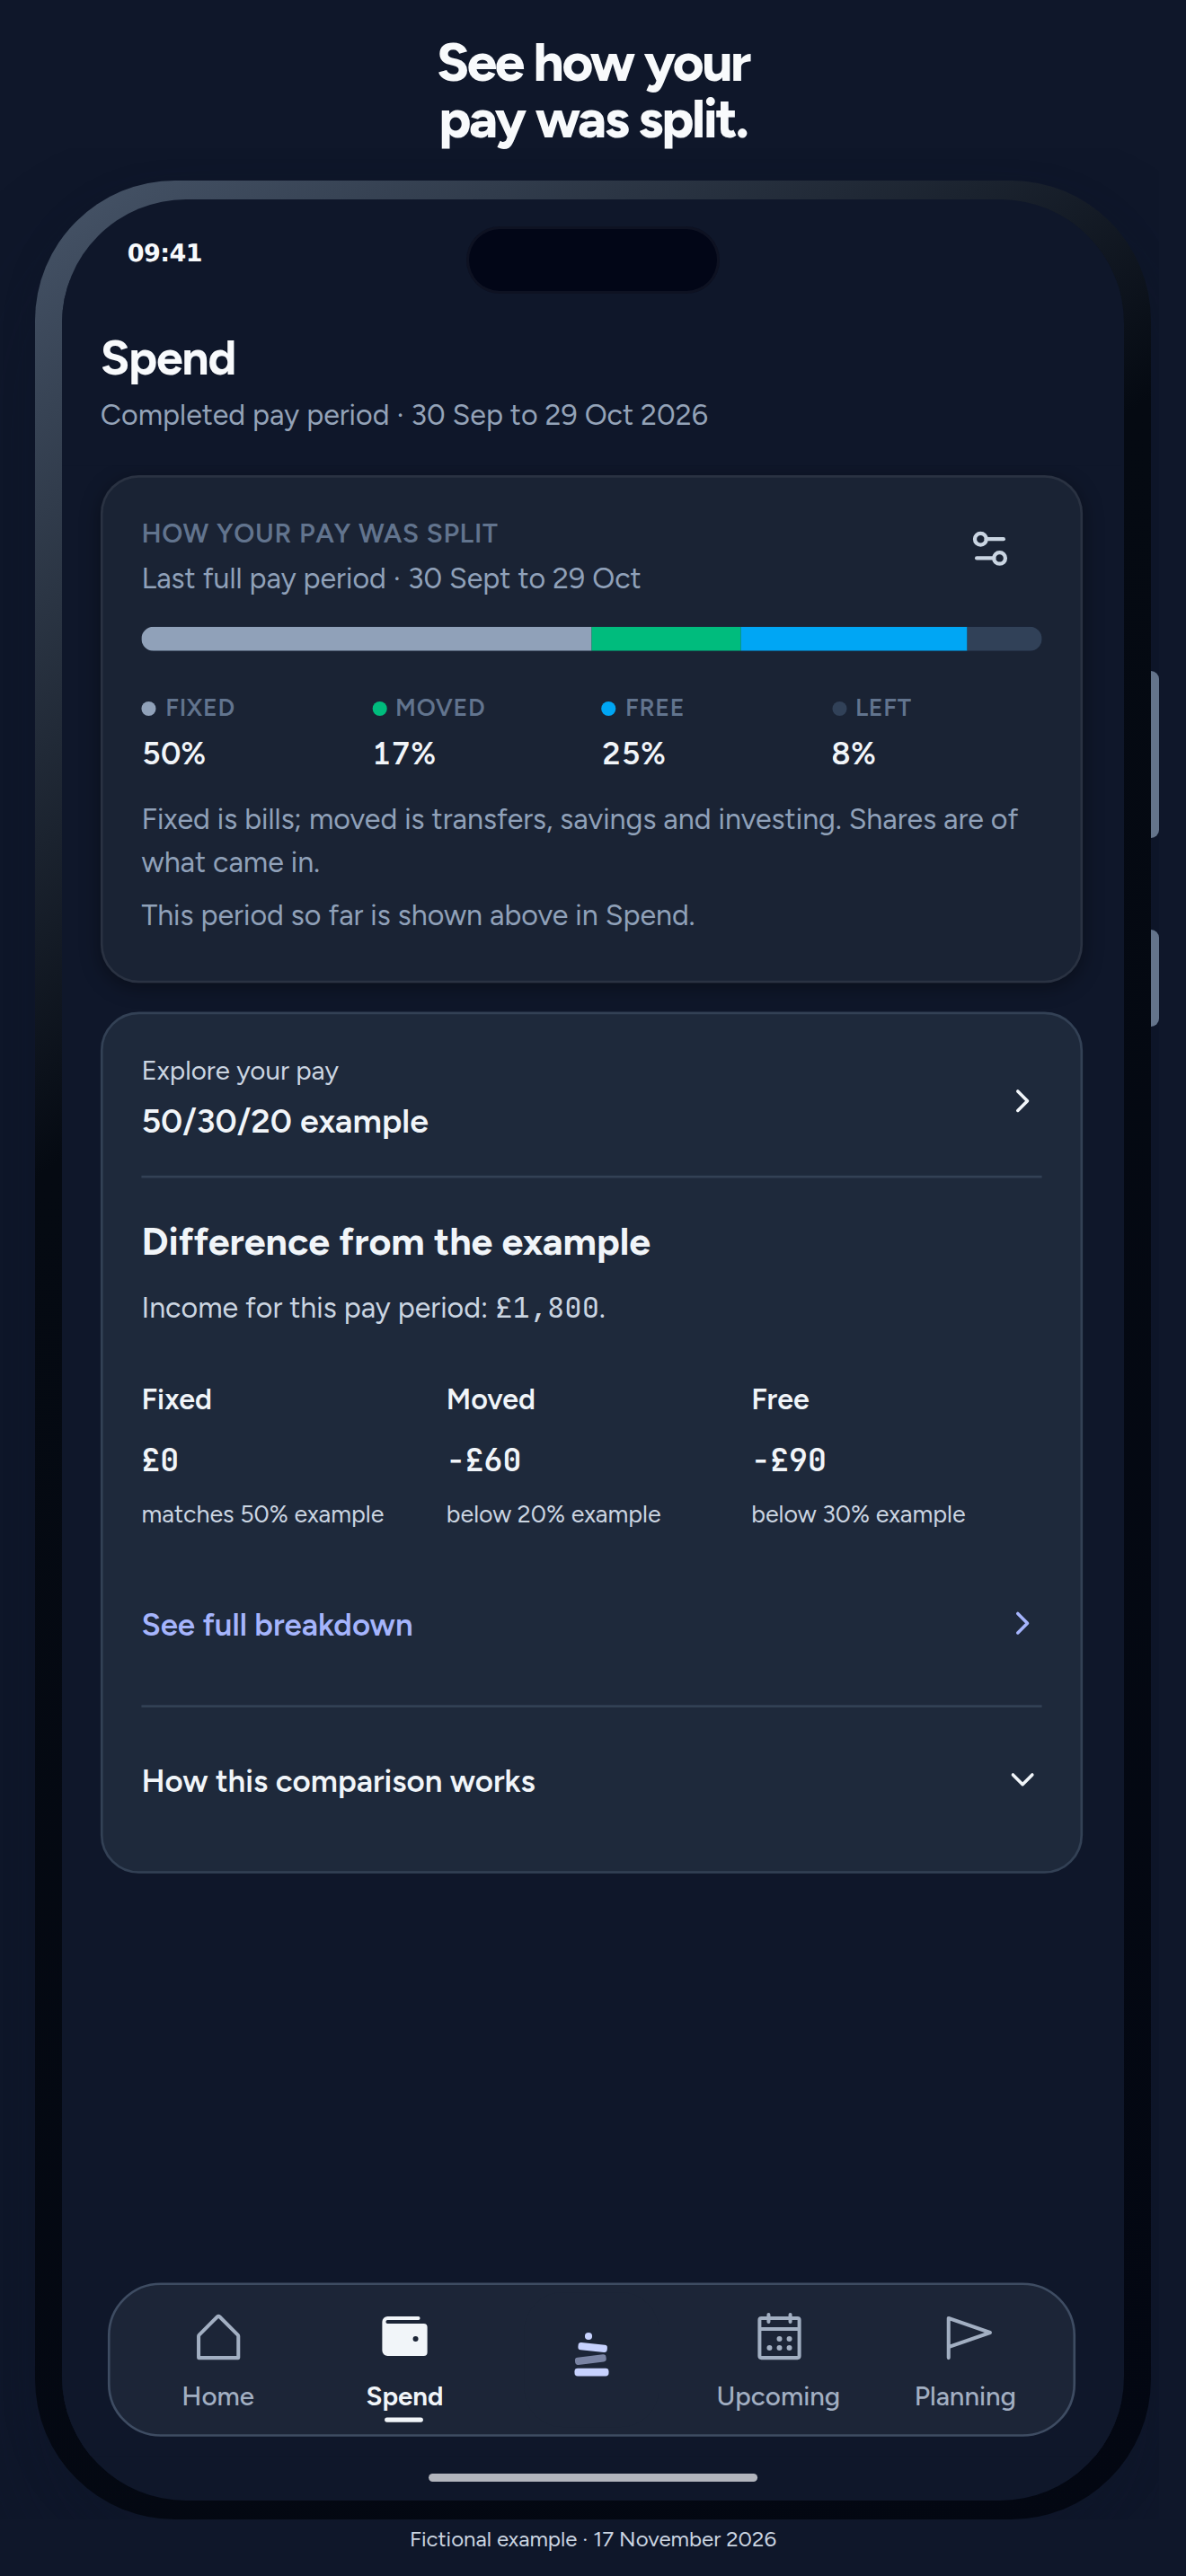 See how your
pay was split.
09:41
Spend
Completed pay period · 30 Sep to 29 Oct 2026
HOW YOUR PAY WAS SPLIT
Last full pay period · 30 Sept to 29 Oct
FIXED MOVED FREE LEFT
50% 17% 25% 8%
Fixed is bills; moved is transfers, savings and investing. Shares are of
what came in.
This period so far is shown above in Spend.
Explore your pay
50/30/20 example
Difference from the example
Income for this pay period: £1,800.
Fixed Moved Free
£0 -£60 -£90
matches 50% example below 20% example below 30% example
See full breakdown
How this comparison works
Home Spend Upcoming Planning
Fictional example · 17 November 2026